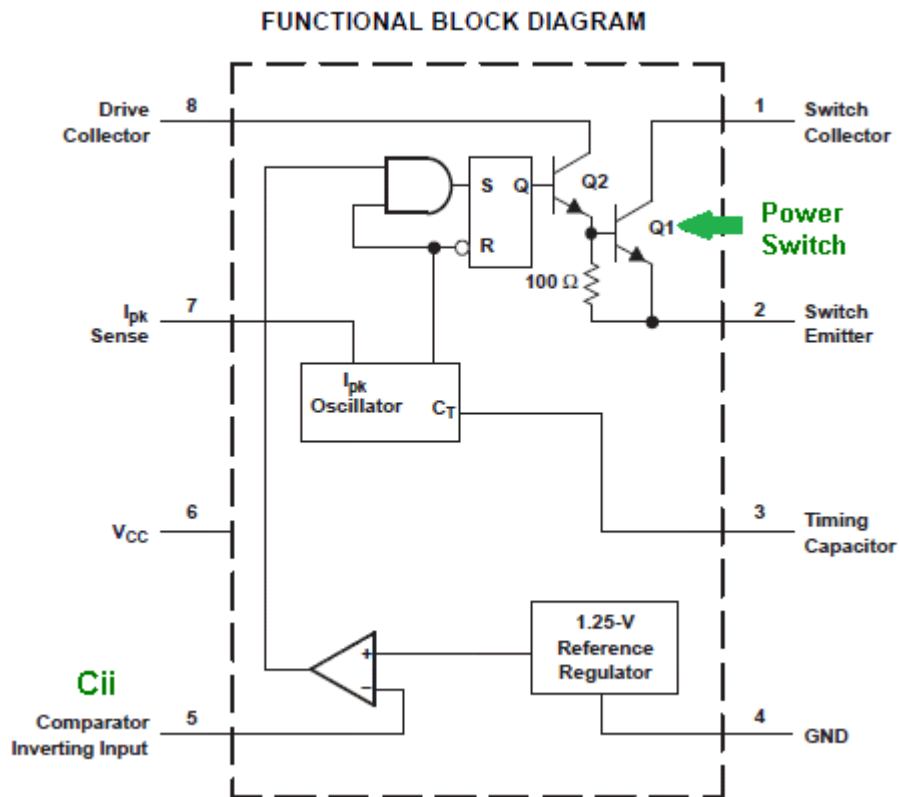 FUNCTIONAL BLOCK DIAGRAM
Drive
Collector
8
1
Switch
Collector
S
Q
Q2
R
Q1
Power
Switch
100 Ω
7
Ipk
Sense
2
Switch
Emitter
Ipk
Oscillator
CT
6
VCC
3
Timing
Capacitor
1.25-V
Reference
Regulator
+
−
Cii
5
Comparator
Inverting Input
4
GND